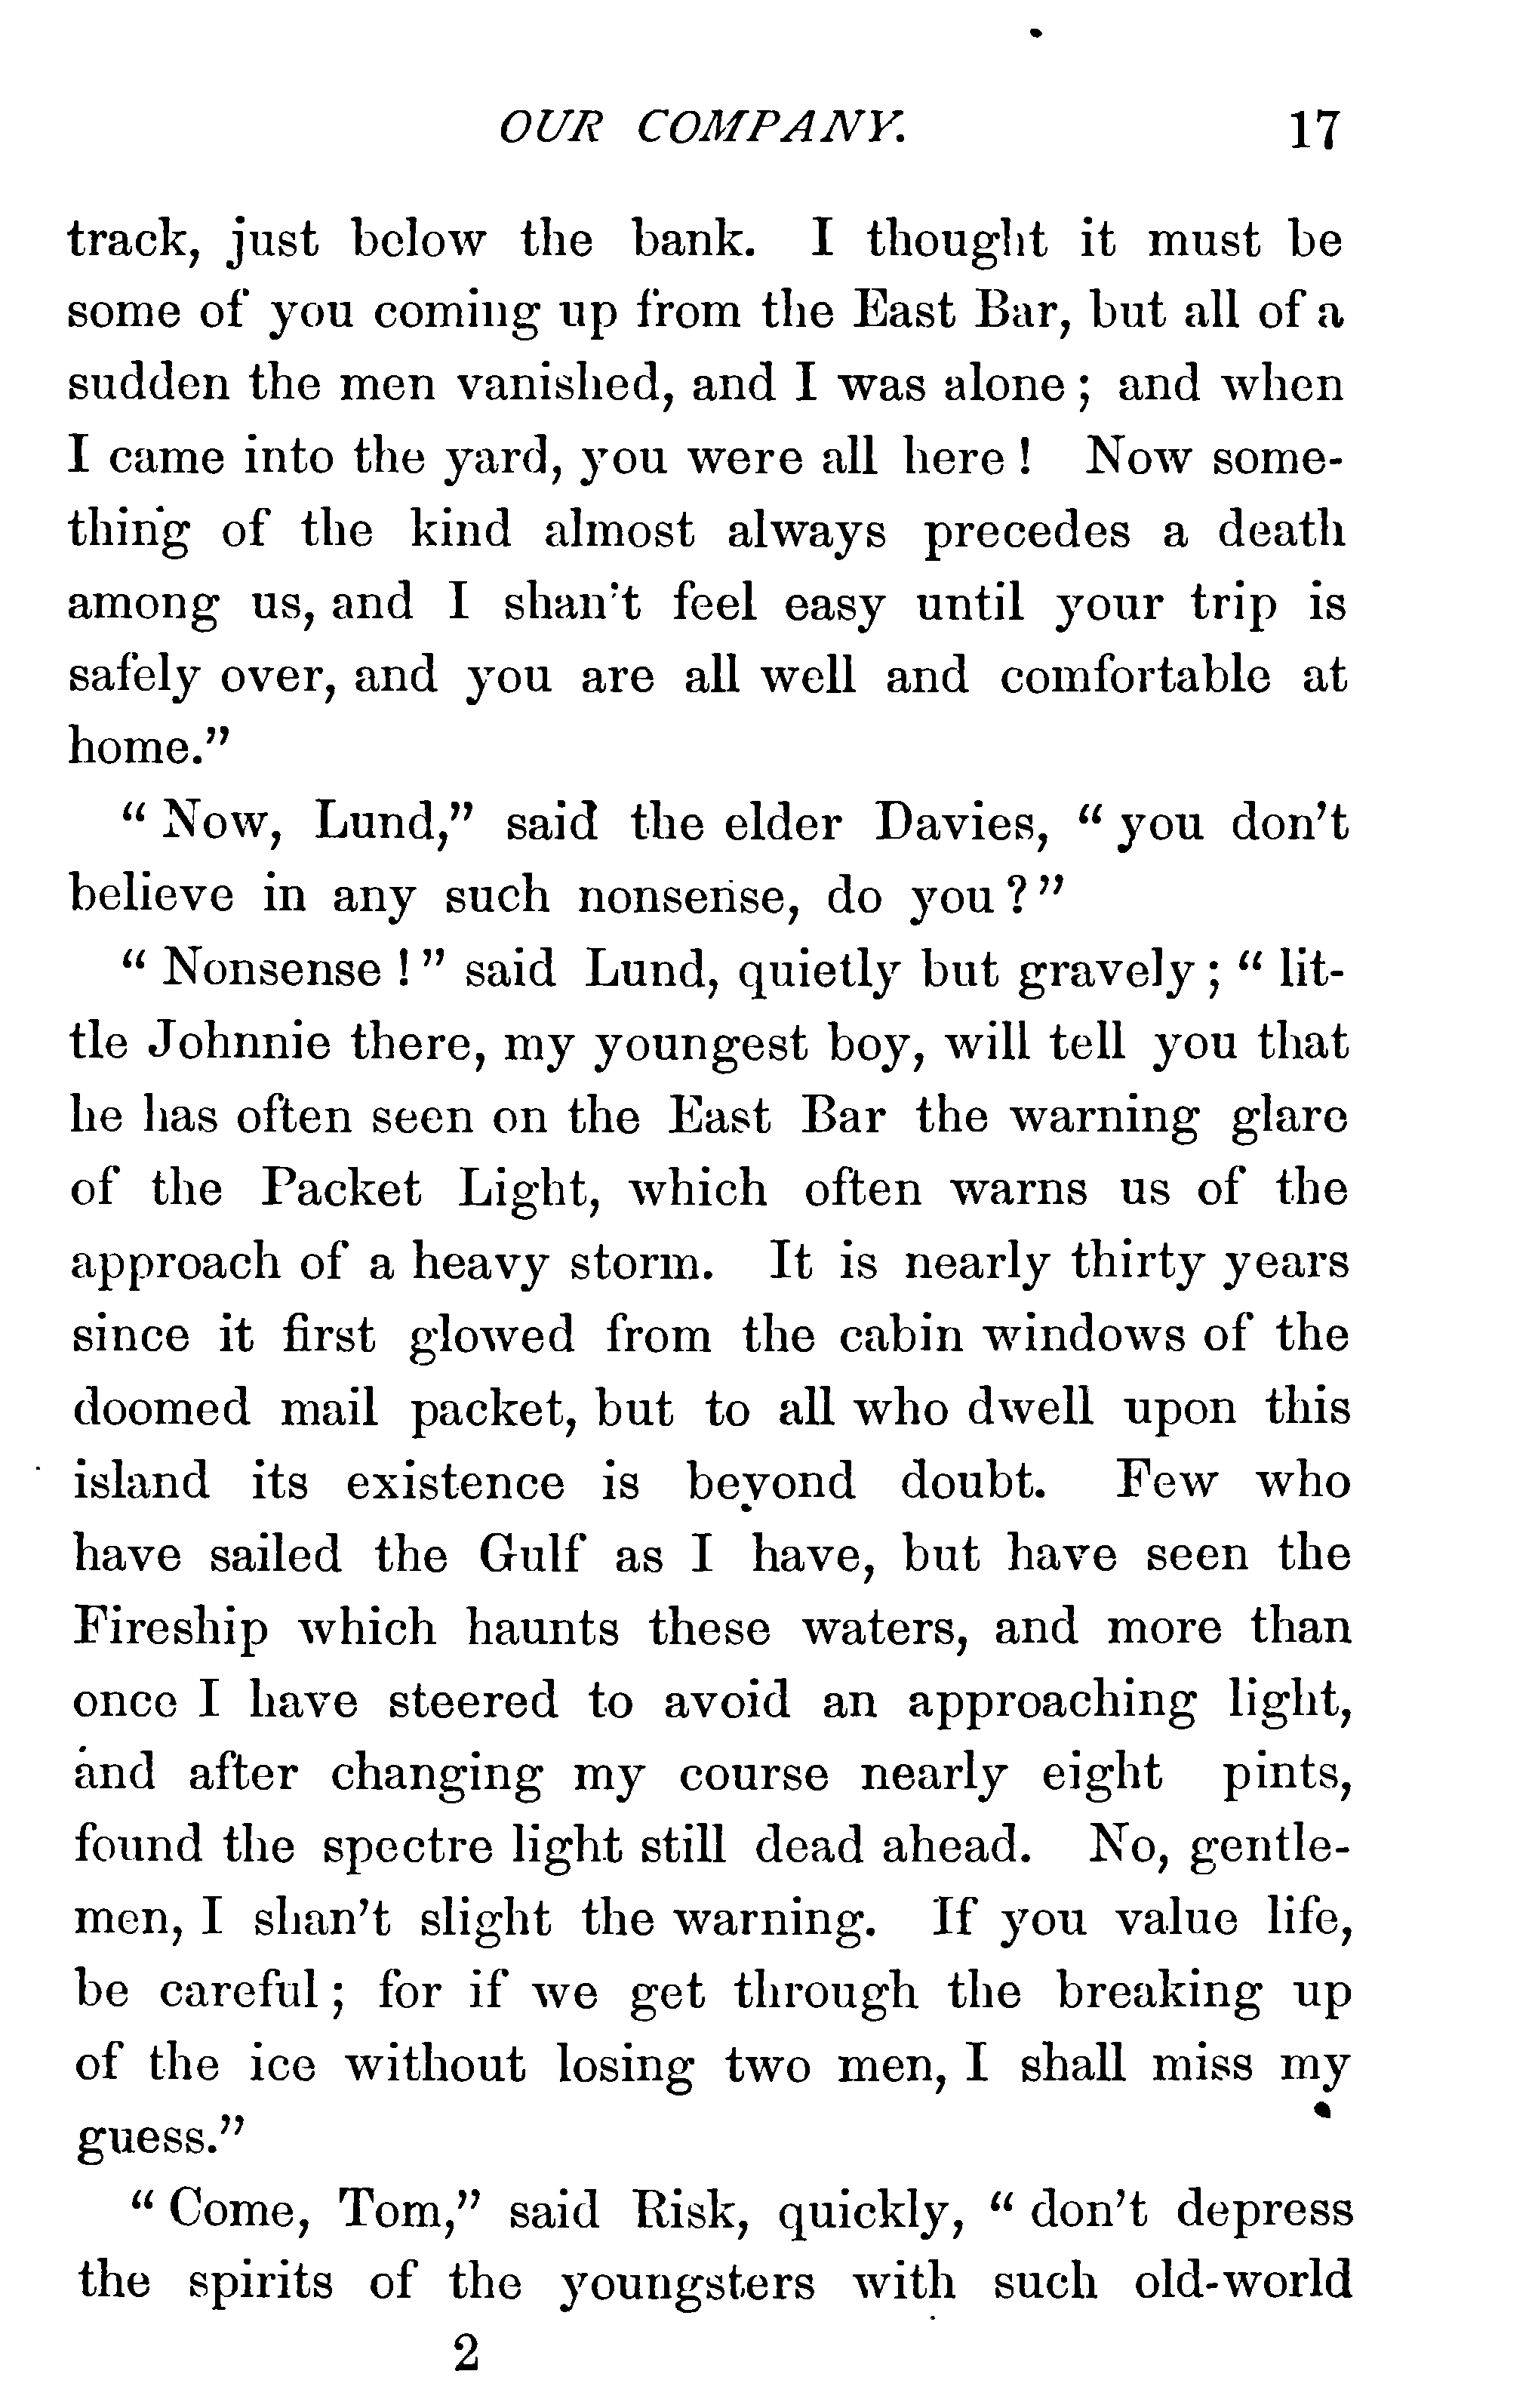 OUR COMPANY. 17
track, just below the bank. I thought it must be
some of you coming up from the East Bar, but all of a
sudden the men vanished, and I was alone ; and when
I came into the yard, you were all here ! Now some-
thing of the kind almost always precedes a death
among us, and I shan't feel easy until your trip is
safely over, and you are all well and comfortable at
home.”
“ Now, Lund,” said the elder Davies, “ you don’t
believe in any such nonsense, do you ? ”
“ Nonsense ! ” said Lund, quietly but gravely ; “ lit-
tle Johnnie there, my youngest boy, will tell you that
he has often seen on the East Bar the warning glare
of the Packet Light, which often warns us of the
approach of a heavy storm. It is nearly thirty years
since it first glowed from the cabin windows of the
doomed mail packet, but to all who dwell upon this
island its existence is beyond doubt. Few who
have sailed the Gulf as I have, but have seen the
Fireship which haunts these waters, and more than
once I have steered to avoid an approaching light,
and after changing my course nearly eight pints,
found the spectre light still dead ahead. No, gentle-
men, I shan’t slight the warning. If you value life,
be careful ; for if we get through the breaking up
of the ice without losing two men, I shall miss my
guess.”
“ Come, Tom,” said Risk, quickly, “ don’t depress
the spirits of the youngsters with such old-world
2